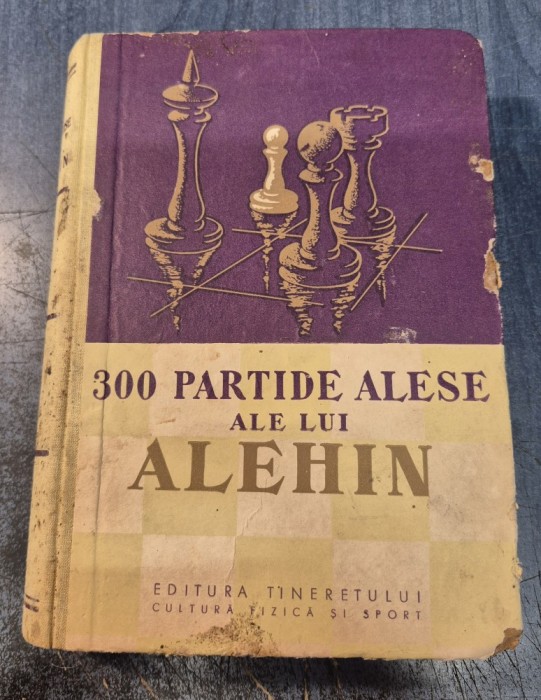 300 PARTIDE ALESE
ALE LUI
ALEHIN
EDITURA TINERETULUI
CULTURĂ FIZICĂ ȘI SPORT